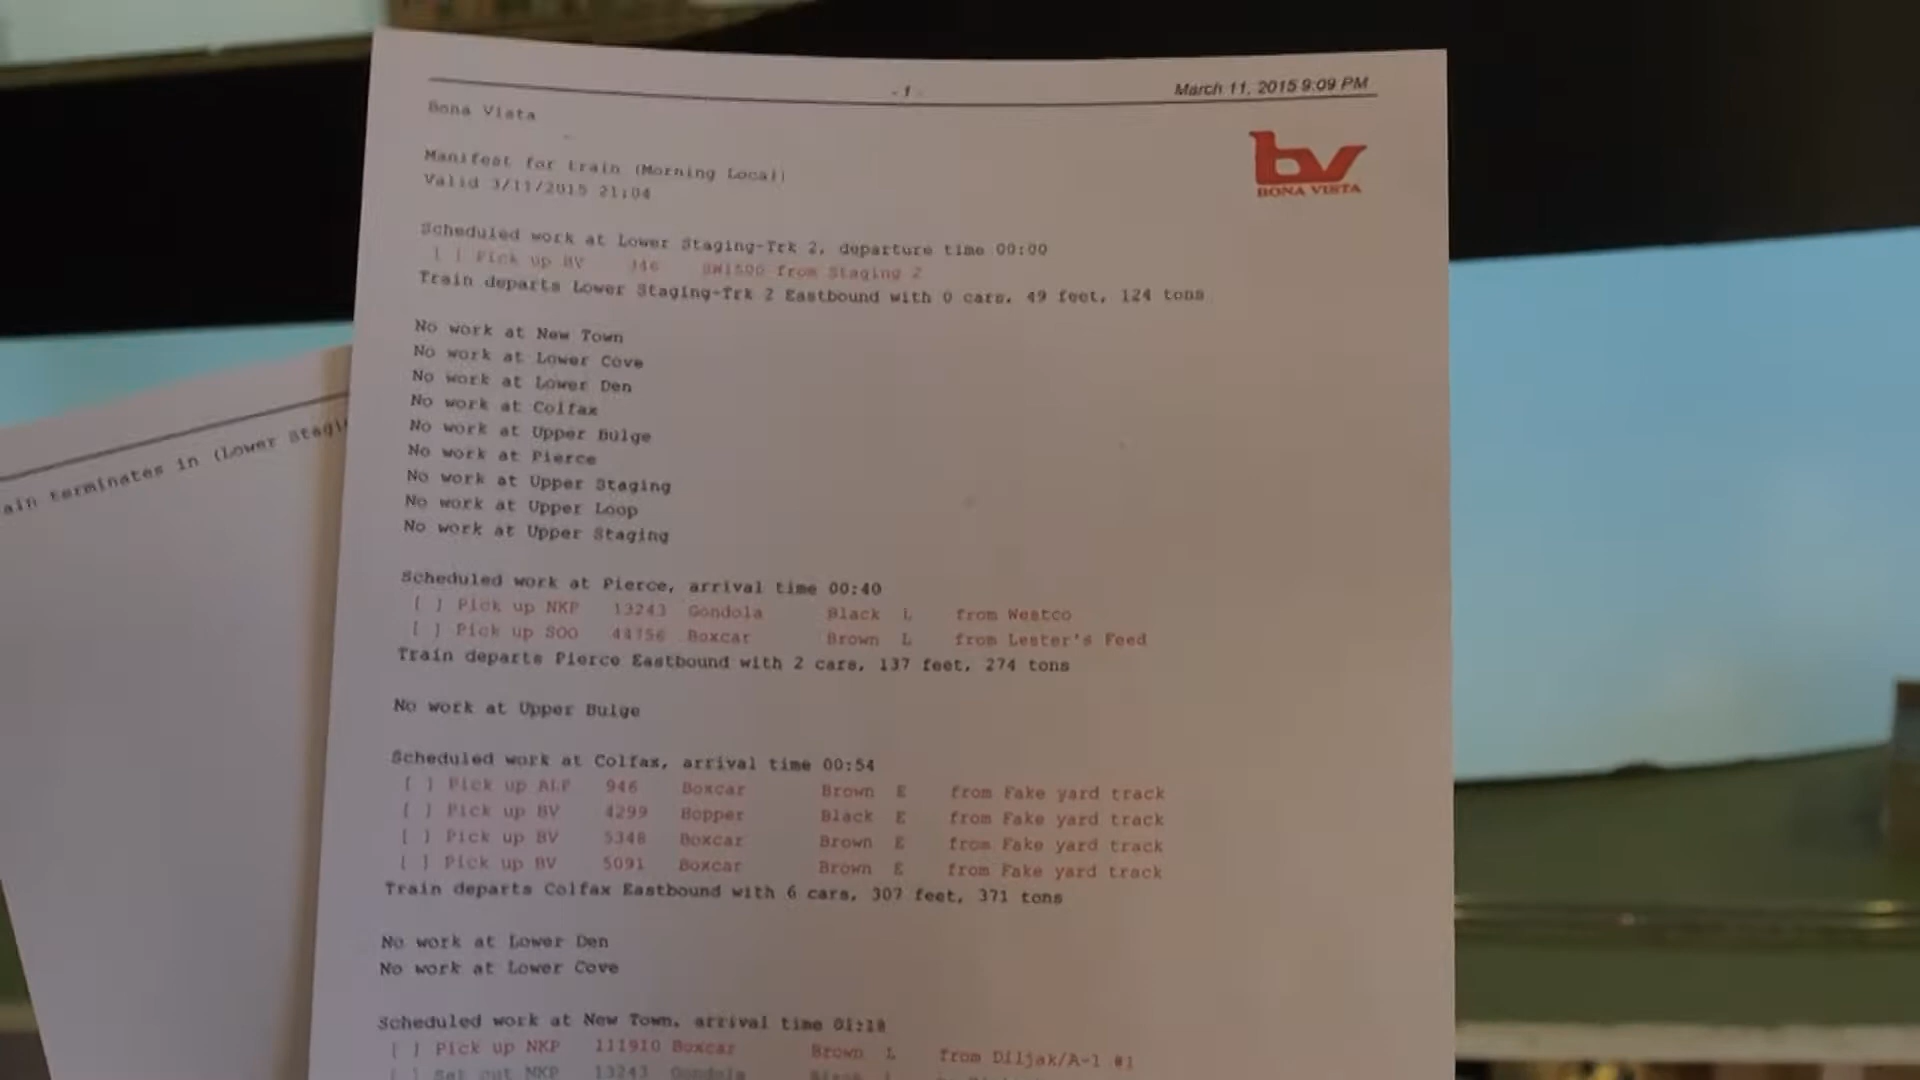 - 1 -
March 11, 2015 9:09 PM
Bona Vista
bv
BONA VISTA
Manifest for train (Morning Local)
Valid 3/11/2015 21:04
Scheduled work at Lower Staging-Trk 2, departure time 00:00
[ ] Pick up BV 346 SW1500 from Staging 2
Train departs Lower Staging-Trk 2 Eastbound with 0 cars, 49 feet, 124 tons
No work at New Town
No work at Lower Cove
No work at Lower Den
No work at Colfax
No work at Upper Bulge
No work at Pierce
No work at Upper Staging
No work at Upper Loop
No work at Upper Staging
Scheduled work at Pierce, arrival time 00:40
[ ] Pick up NKP 13243 Gondola Black L from Westco
[ ] Pick up SOO 44756 Boxcar Brown L from Lester's Feed
Train departs Pierce Eastbound with 2 cars, 137 feet, 274 tons
No work at Upper Bulge
Scheduled work at Colfax, arrival time 00:54
[ ] Pick up 946 Boxcar Brown E from Fake yard track
[ ] Pick up BV 4299 Hopper Black E from Fake yard track
[ ] Pick up BV 5348 Boxcar Brown E from Fake yard track
[ ] Pick up BV 5091 Boxcar Brown E from Fake yard track
Train departs Colfax Eastbound with 6 cars, 307 feet, 371 tons
No work at Lower Den
No work at Lower Cove
Scheduled work at New Town, arrival time 01:18
[ ] Pick up NKP 111910 Boxcar Brown L from Diljak/A-1 #1
[ ] Set out NKP 13243 Gondola Black L
ain terminates in (Lower Stagi